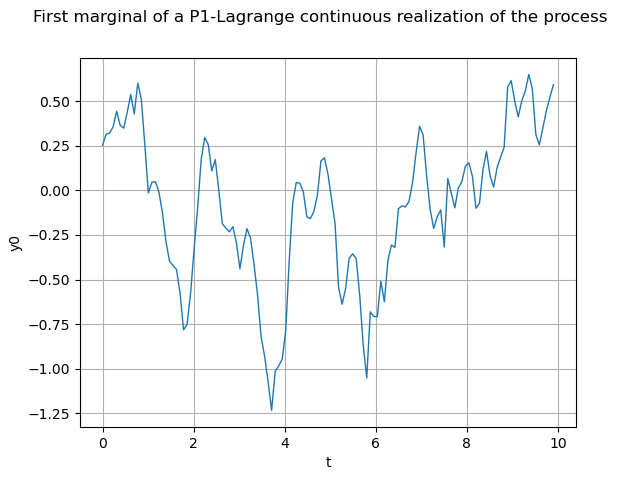 First marginal of a P1-Lagrange continuous realization of the process
0.50
0.25
0.00
−0.25
−0.50
−0.75
−1.00
−1.25
y0
0 2 4 6 8 10
t